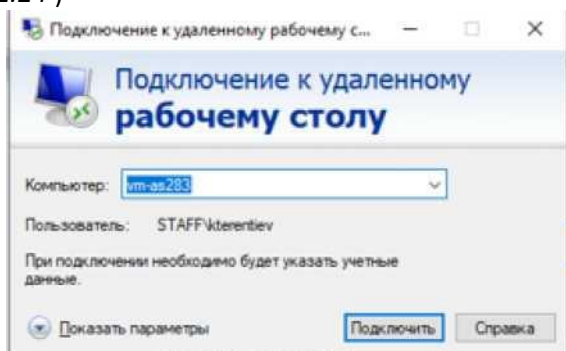 Подключение к удаленному рабочему с...
Подключение к удаленному
рабочему столу
Компьютер: vm-as283
Пользователь: STAFF\kterentiev
При подключении необходимо будет указать учетные
данные.
Показать параметры Подключить Справка